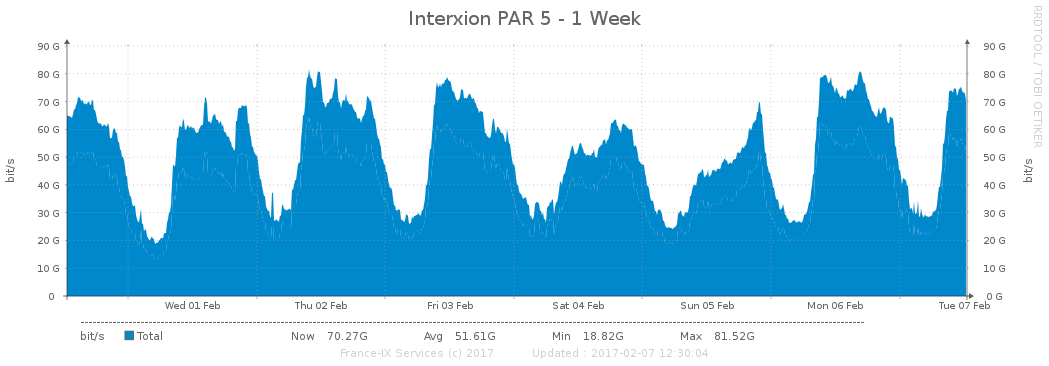 Interxion PAR 5 - 1 Week
RRDTOOL / TOBI OETIKER
bit/s
90 G 90 G
80 G 80 G
70 G 70 G
60 G 60 G
50 G 50 G
40 G 40 G
30 G 30 G
20 G 20 G
10 G 10 G
0 0 G
bit/s
Wed 01 Feb Thu 02 Feb Fri 03 Feb Sat 04 Feb Sun 05 Feb Mon 06 Feb Tue 07 Feb
bit/s Total Now 70.27G Avg 51.61G Min 18.82G Max 81.52G
France-IX Services (c) 2017 Updated : 2017-02-07 12:30:04